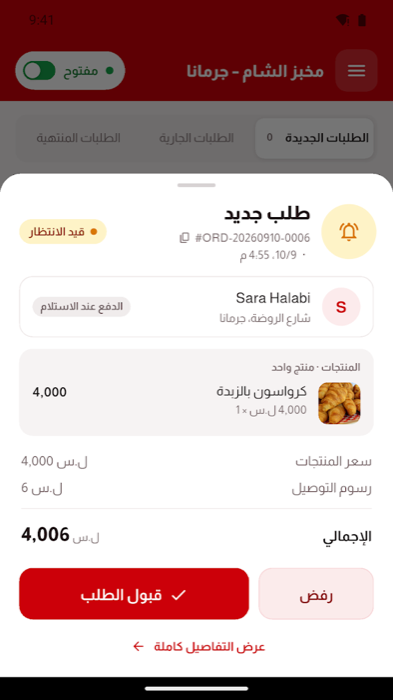 9:41
مخبز الشام - جرمانا
مفتوح
الطلبات الجديدة 0
الطلبات الجارية
الطلبات المنتهية
طلب جديد
قيد الانتظار
#ORD-20260910-0006
10/9، 4:55 م
S
Sara Halabi
شارع الروضة، جرمانا
الدفع عند الاستلام
المنتجات · منتج واحد
كرواسون بالزبدة
4,000 ل.س × 1
4,000
سعر المنتجات
4,000 ل.س
رسوم التوصيل
6 ل.س
الإجمالي
4,006 ل.س
رفض
قبول الطلب
عرض التفاصيل كاملة